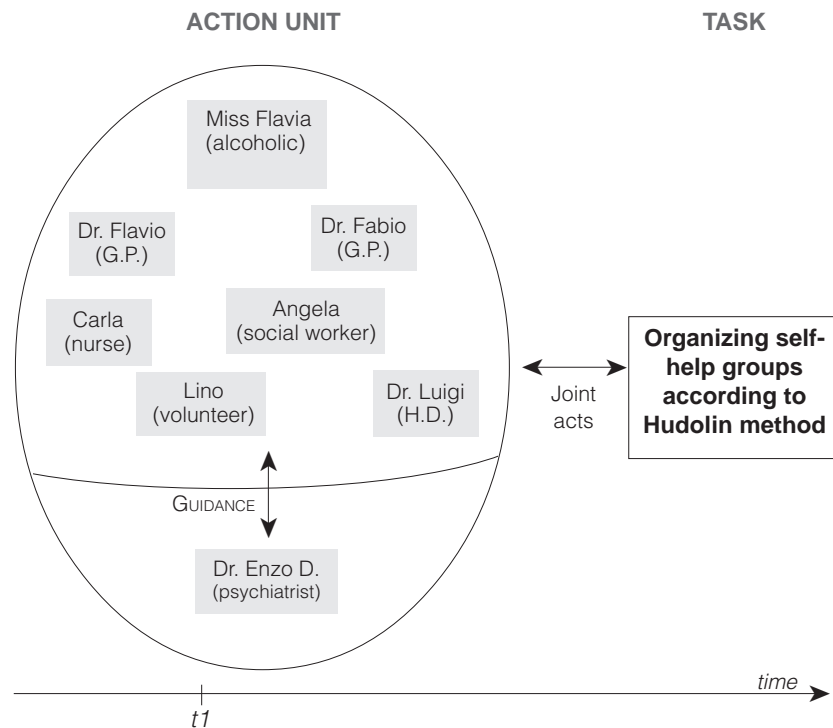 ACTION UNIT
TASK
Miss Flavia
(alcoholic)
Dr. Flavio
(G.P.)
Dr. Fabio
(G.P.)
Carla
(nurse)
Angela
(social worker)
Lino
(volunteer)
Dr. Luigi
(H.D.)
Joint
acts
Organizing self-
help groups
according to
Hudolin method
GUIDANCE
Dr. Enzo D.
(psychiatrist)
time
t1